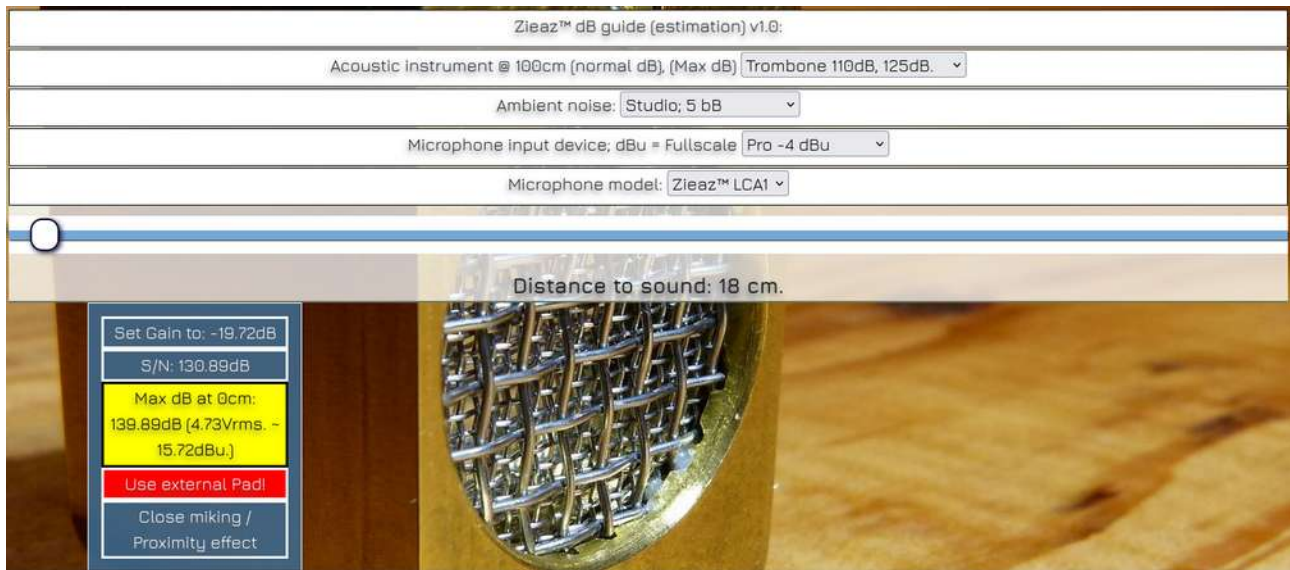 Zieaz™ dB guide (estimation) v1.0:
Acoustic instrument @ 100cm (normal dB), (Max dB) Trombone 110dB, 125dB.
Ambient noise: Studio; 5 bB
Microphone input device; dBu = Fullscale Pro -4 dBu
Microphone model: Zieaz™ LCA1
Distance to sound: 18 cm.
Set Gain to: -19.72dB
S/N: 130.89dB
Max dB at 0cm:
139.89dB (4.73Vrms. ~
15.72dBu.)
Use external Pad!
Close miking /
Proximity effect